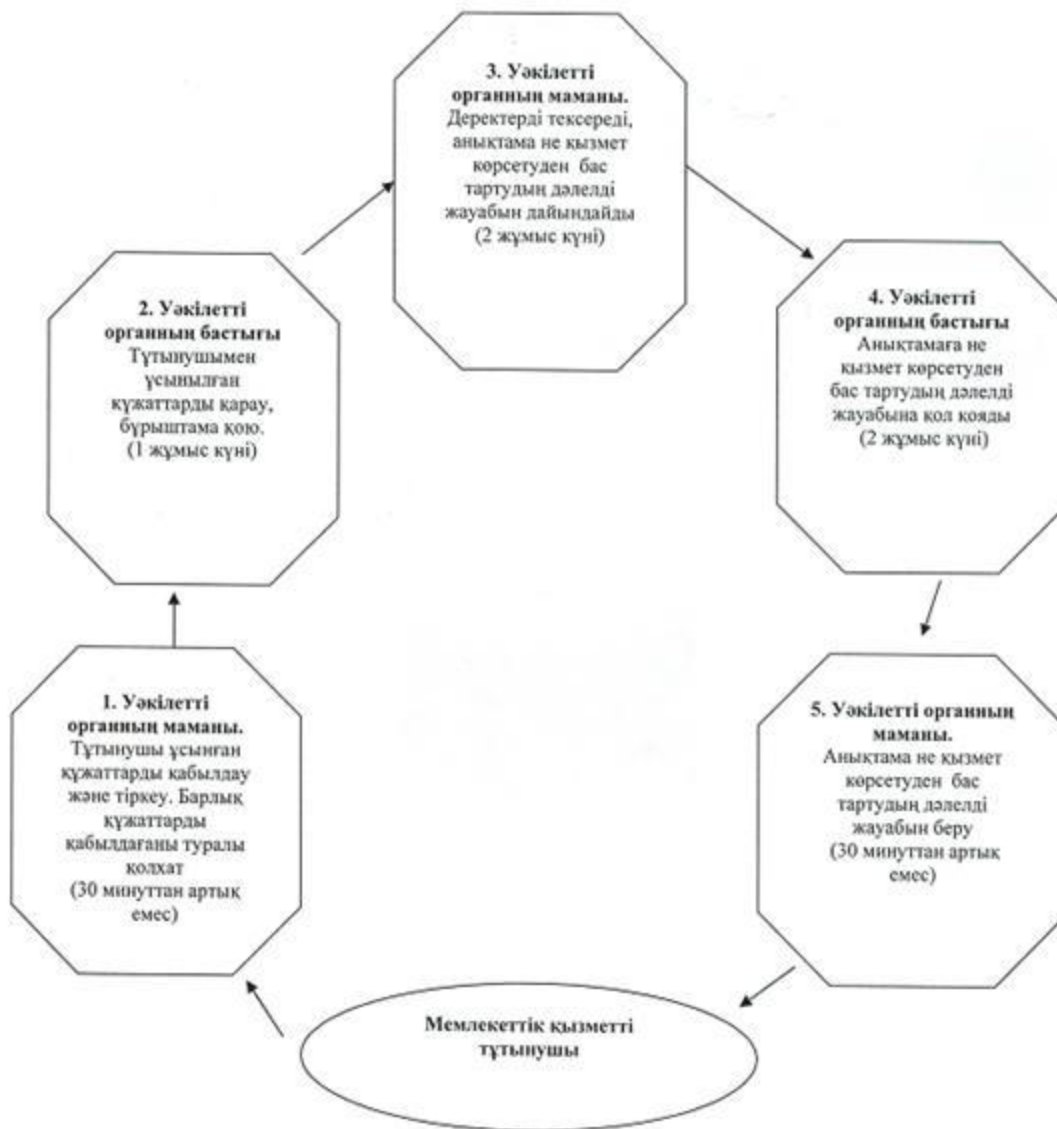 3. Уәкілетті
органның маманы.
Деректерді тексереді,
анықтама не қызмет
көрсетуден бас
тартудың дәлелді
жауабын дайындайды
(2 жұмыс күні)
2. Уәкілетті
органның бастығы
Тұтынушымен
ұсынылған
құжаттарды қарау,
бұрыштама қою.
(1 жұмыс күні)
4. Уәкілетті
органның бастығы
Анықтамаға не
қызмет көрсетуден
бас тартудың дәлелді
жауабына қол қояды
(2 жұмыс күні)
1. Уәкілетті
органның маманы.
Тұтынушы ұсынған
құжаттарды қабылдау
және тіркеу. Барлық
құжаттарды
қабылдағаны туралы
қолхат
(30 минуттан артық
емес)
5. Уәкілетті органның
маманы.
Анықтама не қызмет
көрсетуден бас
тартудың дәлелді
жауабын беру
(30 минуттан артық
емес)
Мемлекеттік қызметті
тұтынушы